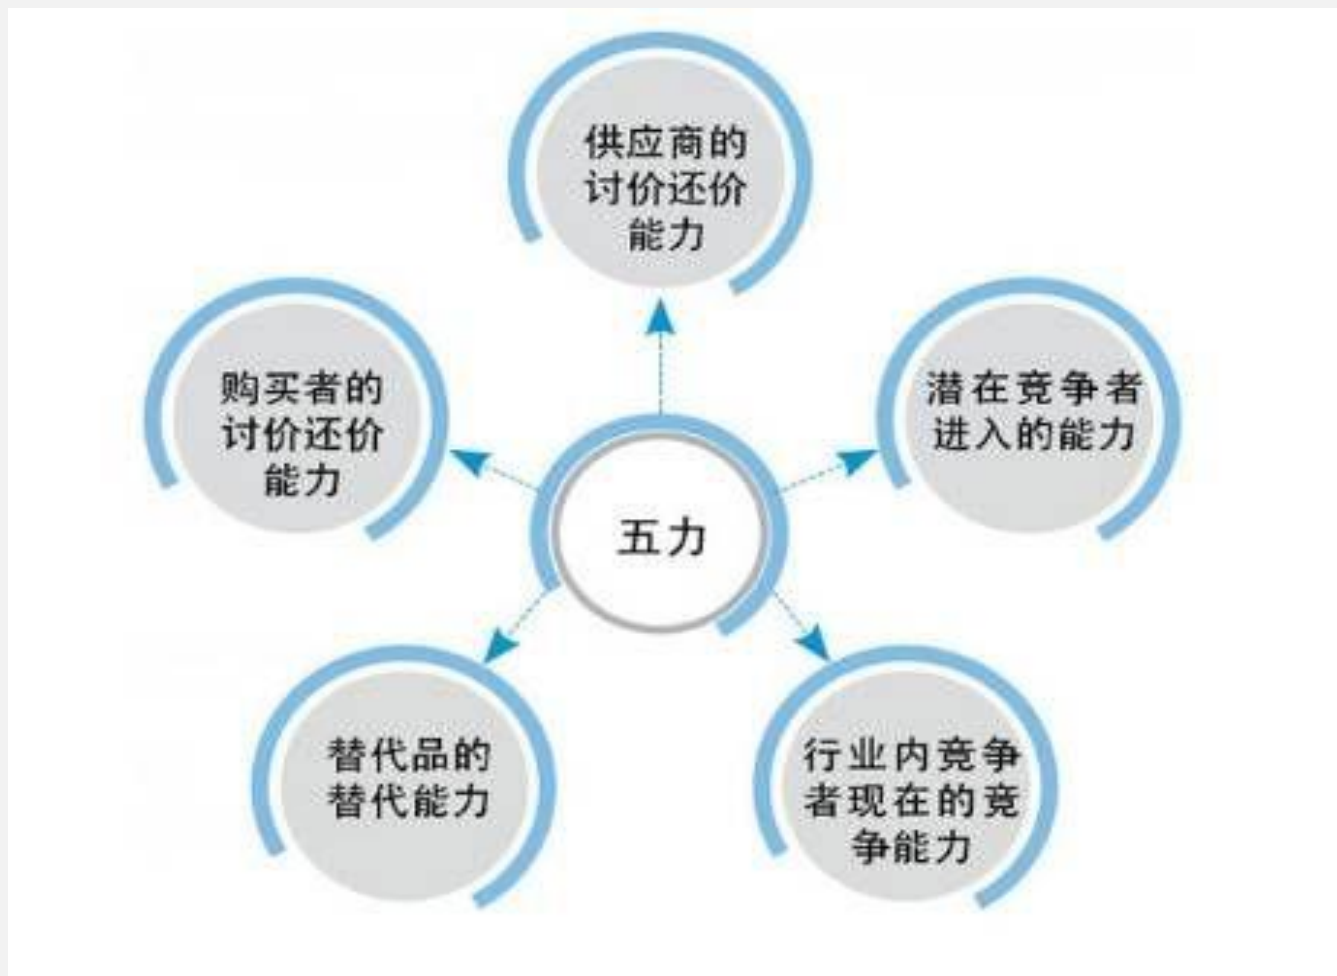 供应商的
讨价还价
能力
购买者的
讨价还价
能力
潜在竞争者
进入的能力
五力
替代品的
替代能力
行业内竞争
者现在的竞
争能力